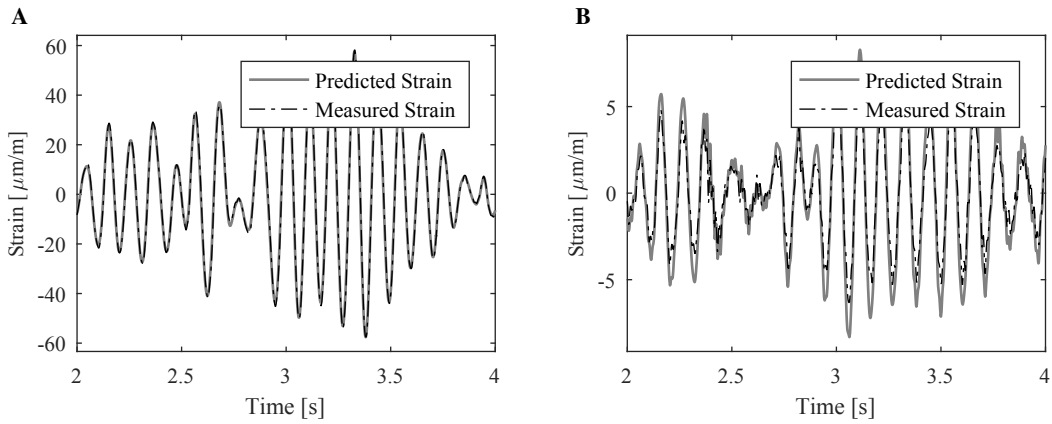 A
60
40
20
0
-20
-40
-60
Strain [μm/m]
2
2.5
3
3.5
4
Time [s]
Predicted Strain
Measured Strain
B
5
0
-5
Strain [μm/m]
2
2.5
3
3.5
4
Time [s]
Predicted Strain
Measured Strain